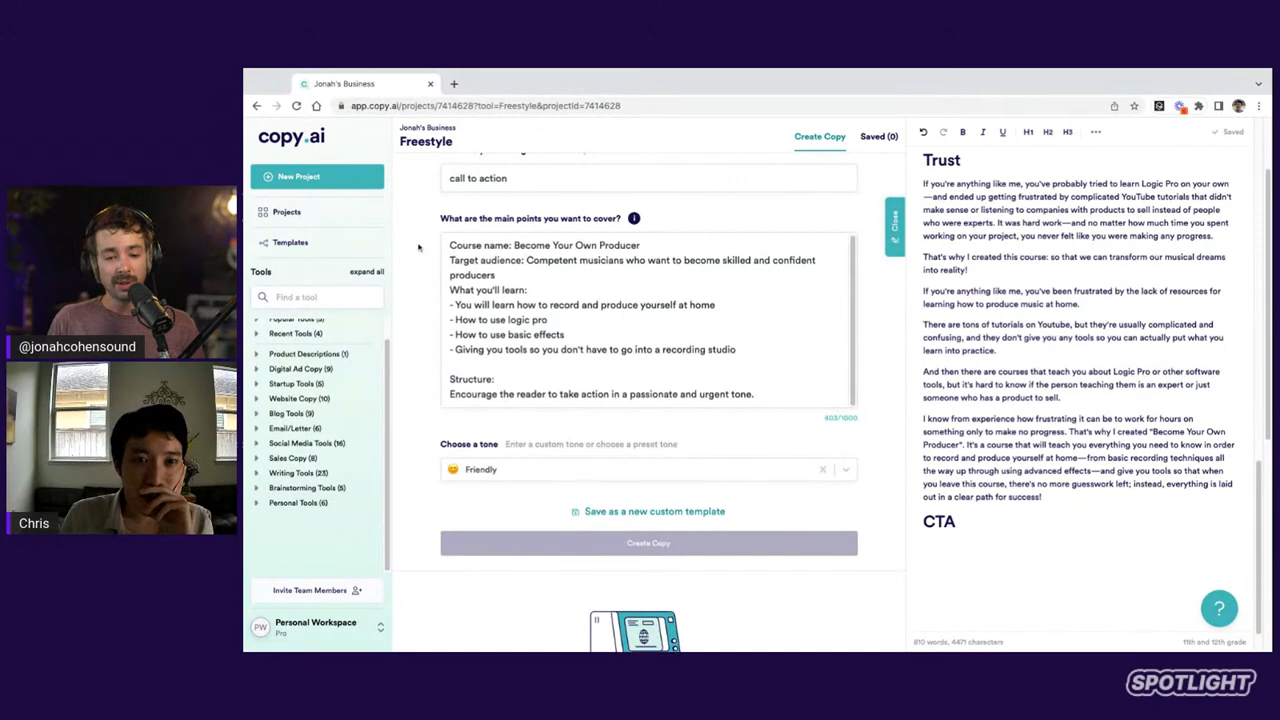 Jonah's Business
app.copy.ai/projects/7414628?tool=Freestyle&projectId=7414628
copy.ai
New Project
Projects
Templates
Tools
expand all
Find a tool
Recent Tools (4)
Product Descriptions (1)
Digital Ad Copy (9)
Startup Tools (5)
Website Copy (10)
Blog Tools (9)
Email/Letter (6)
Social Media Tools (16)
Sales Copy (8)
Writing Tools (23)
Brainstorming Tools (5)
Personal Tools (6)
Invite Team Members
PW
Personal Workspace
Pro
Jonah's Business
Freestyle
Create Copy
Saved (0)
call to action
What are the main points you want to cover?
Course name: Become Your Own Producer
Target audience: Competent musicians who want to become skilled and confident
producers
What you'll learn:
- You will learn how to record and produce yourself at home
- How to use logic pro
- How to use basic effects
- Giving you tools so you don't have to go into a recording studio
Structure:
Encourage the reader to take action in a passionate and urgent tone.
403/1000
Choose a tone Enter a custom tone or choose a preset tone
Friendly
Save as a new custom template
Create Copy
Close
B I U H1 H2 H3
Saved
Trust
If you're anything like me, you've probably tried to learn Logic Pro on your own
—and ended up getting frustrated by complicated YouTube tutorials that didn't
make sense or listening to companies with products to sell instead of people
who were experts. It was hard work—and no matter how much time you spent
working on your project, you never felt like you were making any progress.
That's why I created this course: so that we can transform our musical dreams
into reality!
If you're anything like me, you've been frustrated by the lack of resources for
learning how to produce music at home.
There are tons of tutorials on Youtube, but they're usually complicated and
confusing, and they don't give you any tools so you can actually put what you
learn into practice.
And then there are courses that teach you about Logic Pro or other software
tools, but it's hard to know if the person teaching them is an expert or just
someone who has a product to sell.
I know from experience how frustrating it can be to work for hours on
something only to make no progress. That's why I created "Become Your Own
Producer". It's a course that will teach you everything you need to know in order
to record and produce yourself at home—from basic recording techniques all
the way up through using advanced effects—and give you tools so that when
you leave this course, there's no more guesswork left; instead, everything is laid
out in a clear path for success!
CTA
?
810 words, 4471 characters
11th and 12th grade
@jonahcohensound
Chris
SPOTLIGHT